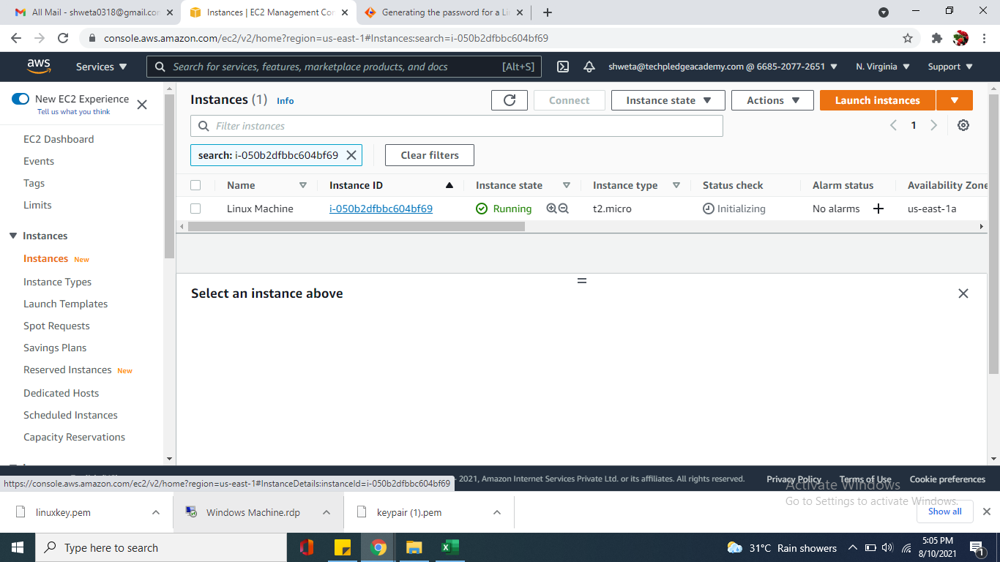 All Mail - shweta0318@gmail.com
Instances | EC2 Management Con
Generating the password for a Li
console.aws.amazon.com/ec2/v2/home?region=us-east-1#Instances:search=i-050b2dfbbc604bf69
aws Services Search for services, features, marketplace products, and docs [Alt+S] shweta@techpledgeacademy.com @ 6685-2077-2651 N. Virginia Support
New EC2 Experience
Tell us what you think
EC2 Dashboard
Events
Tags
Limits
Instances
Instances New
Instance Types
Launch Templates
Spot Requests
Savings Plans
Reserved Instances New
Dedicated Hosts
Scheduled Instances
Capacity Reservations
Instances (1) Info Connect Instance state Actions Launch instances
Filter instances
1
search: i-050b2dfbbc604bf69 Clear filters
Name Instance ID Instance state Instance type Status check Alarm status Availability Zone
Linux Machine i-050b2dfbbc604bf69 Running t2.micro Initializing No alarms us-east-1a
Select an instance above
- 2021, Amazon Internet Services Private Ltd. or its affiliates. All rights reserved. Privacy Policy Terms of Use Cookie preferences
https://console.aws.amazon.com/ec2/v2/home?region=us-east-1#InstanceDetails:instanceId=i-050b2dfbbc604bf69
Activate Windows
Go to Settings to activate Windows.
linuxkey.pem Windows Machine.rdp keypair (1).pem Show all
Type here to search
31°C Rain showers
5:05 PM
8/10/2021
1